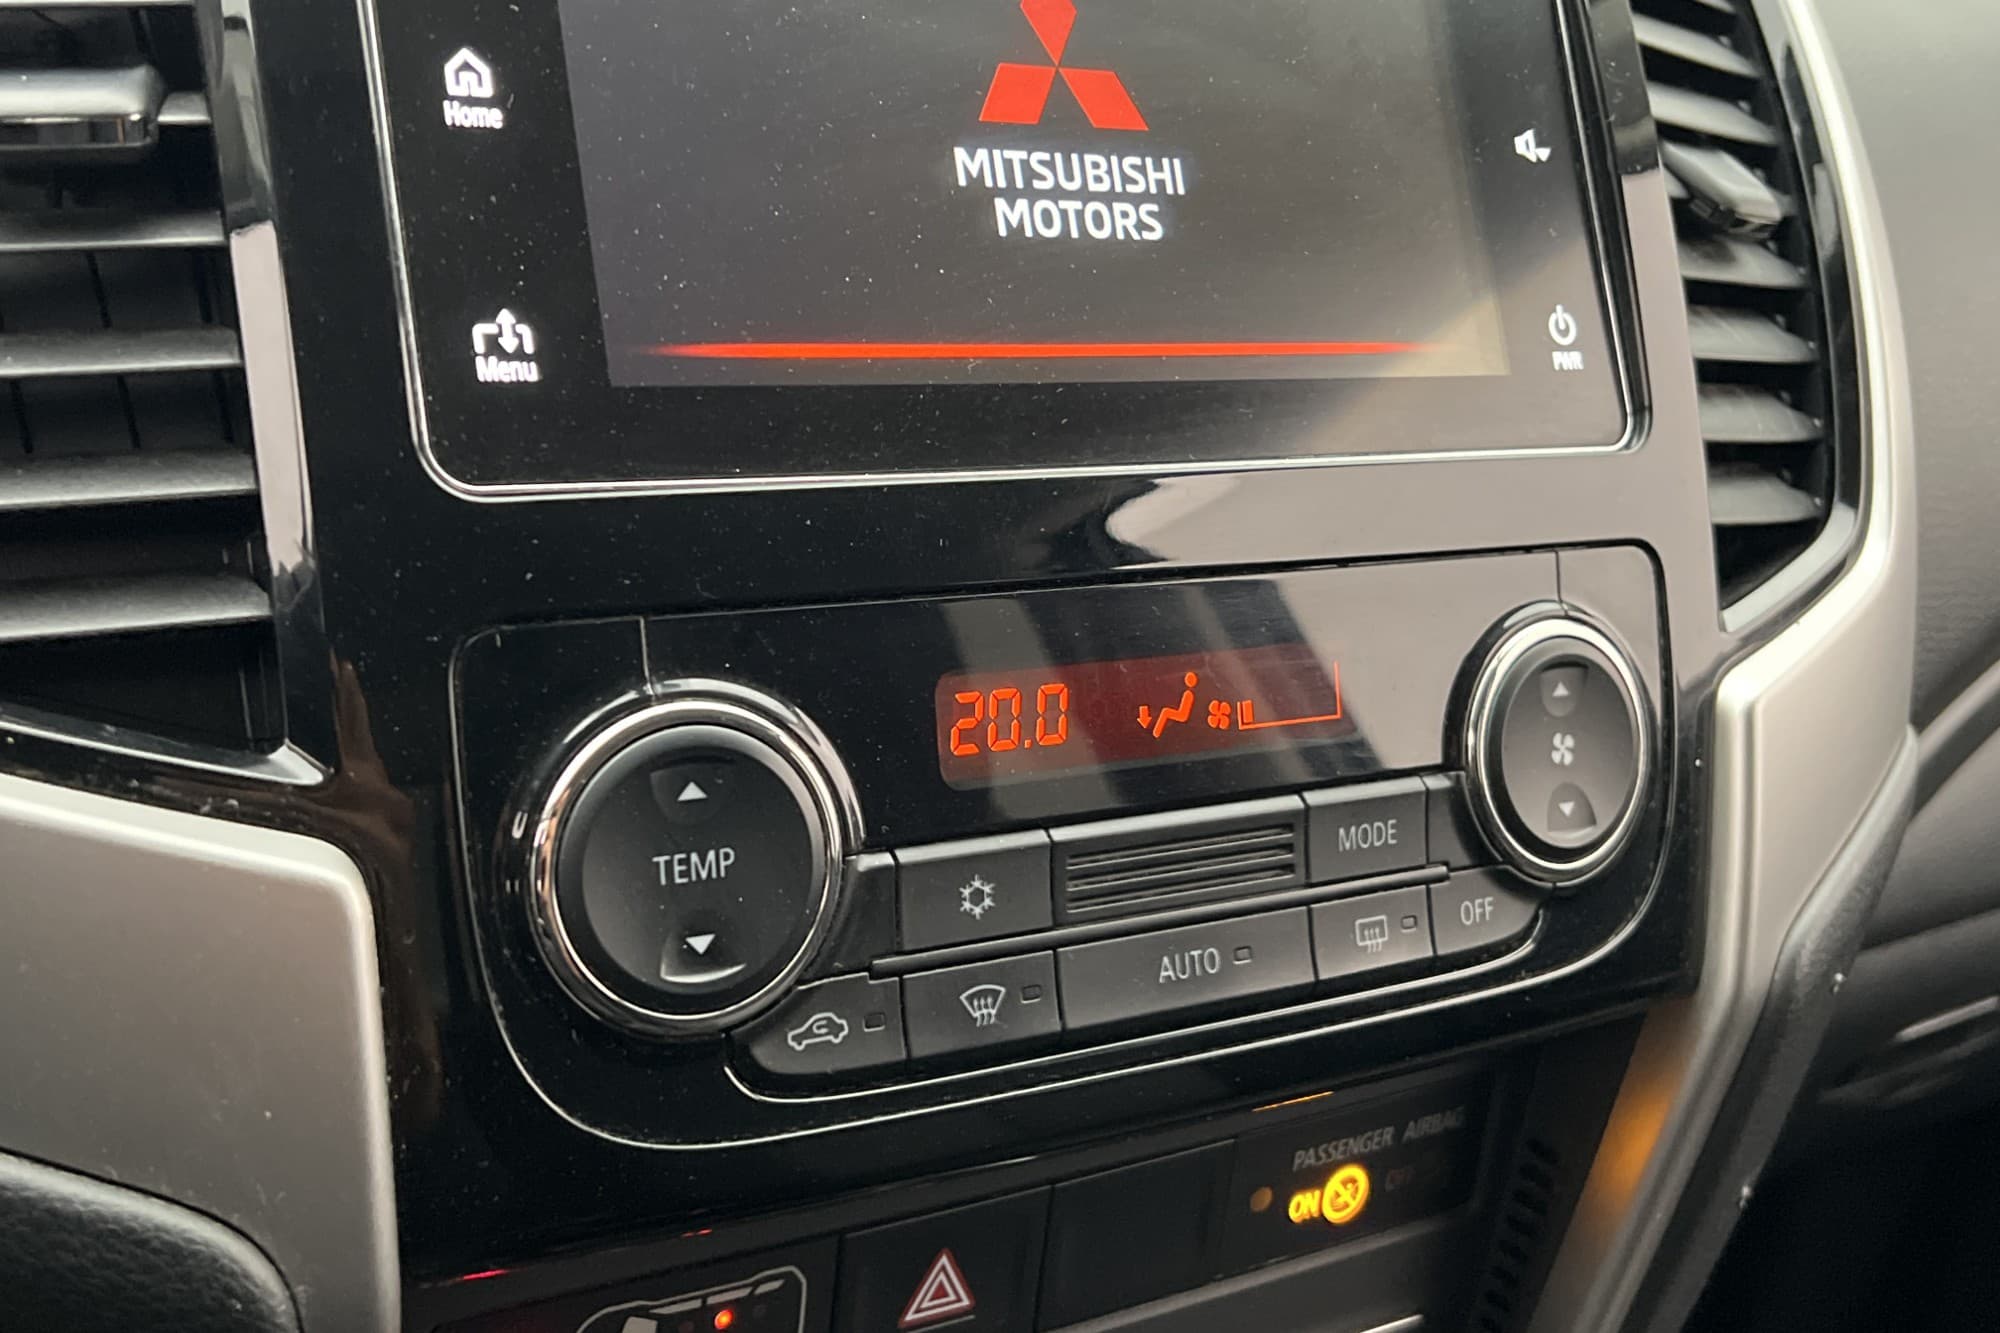 Home
MITSUBISHI
MOTORS
Menu
PWR
20.0
TEMP
MODE
AUTO
OFF
PASSENGER AIRBAG
ON
OFF